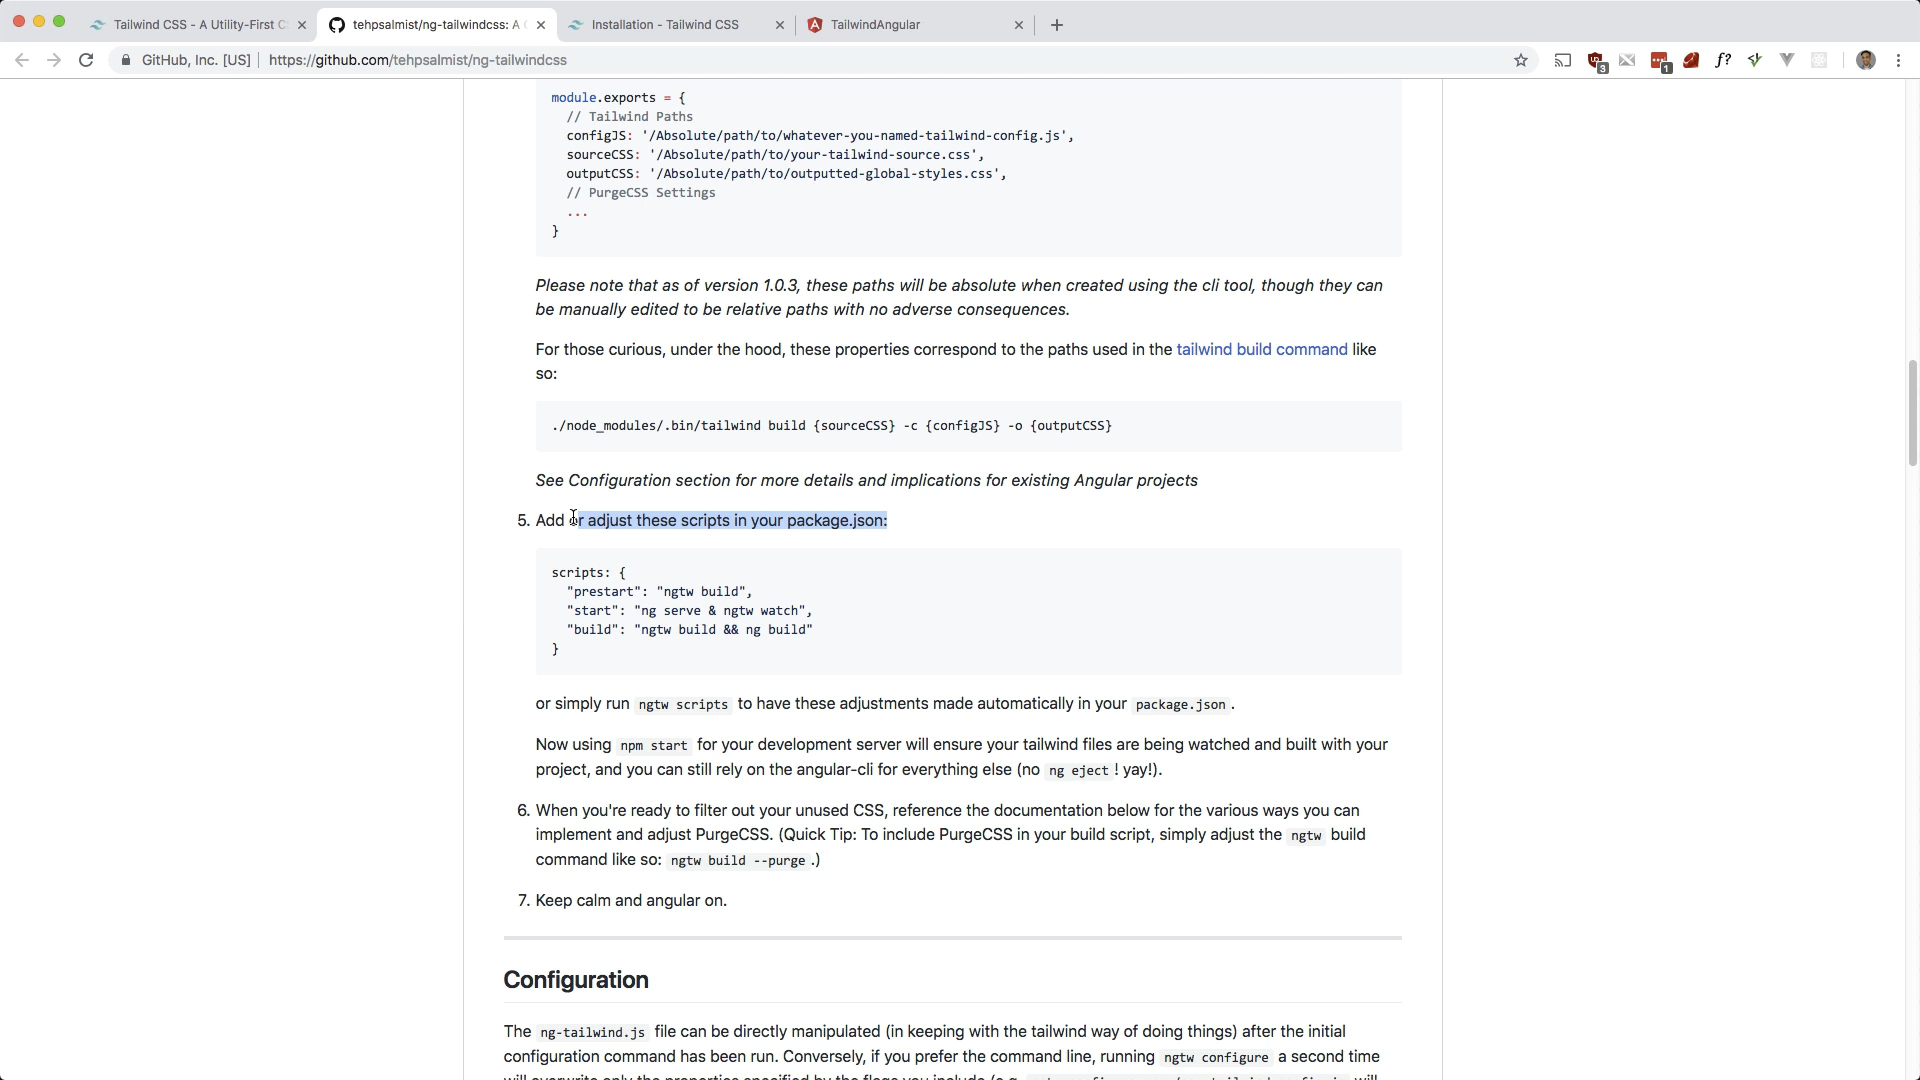 Tailwind CSS - A Utility-First C
tehpsalmist/ng-tailwindcss: A
Installation - Tailwind CSS
TailwindAngular
GitHub, Inc. [US]
https://github.com/tehpsalmist/ng-tailwindcss
3
1
f?
module.exports = {
// Tailwind Paths
configJS: '/Absolute/path/to/whatever-you-named-tailwind-config.js',
sourceCSS: '/Absolute/path/to/your-tailwind-source.css',
outputCSS: '/Absolute/path/to/outputted-global-styles.css',
// PurgeCSS Settings
...
}
Please note that as of version 1.0.3, these paths will be absolute when created using the cli tool, though they can
be manually edited to be relative paths with no adverse consequences.
For those curious, under the hood, these properties correspond to the paths used in the tailwind build command like
so:
./node_modules/.bin/tailwind build {sourceCSS} -c {configJS} -o {outputCSS}
See Configuration section for more details and implications for existing Angular projects
5. Add or adjust these scripts in your package.json:
scripts: {
"prestart": "ngtw build",
"start": "ng serve & ngtw watch",
"build": "ngtw build && ng build"
}
or simply run ngtw scripts to have these adjustments made automatically in your package.json .
Now using npm start for your development server will ensure your tailwind files are being watched and built with your
project, and you can still rely on the angular-cli for everything else (no ng eject ! yay!).
6. When you're ready to filter out your unused CSS, reference the documentation below for the various ways you can
implement and adjust PurgeCSS. (Quick Tip: To include PurgeCSS in your build script, simply adjust the ngtw build
command like so: ngtw build --purge .)
7. Keep calm and angular on.
Configuration
The ng-tailwind.js file can be directly manipulated (in keeping with the tailwind way of doing things) after the initial
configuration command has been run. Conversely, if you prefer the command line, running ngtw configure a second time
will overwrite only the properties specified by the flags you include (e.g.